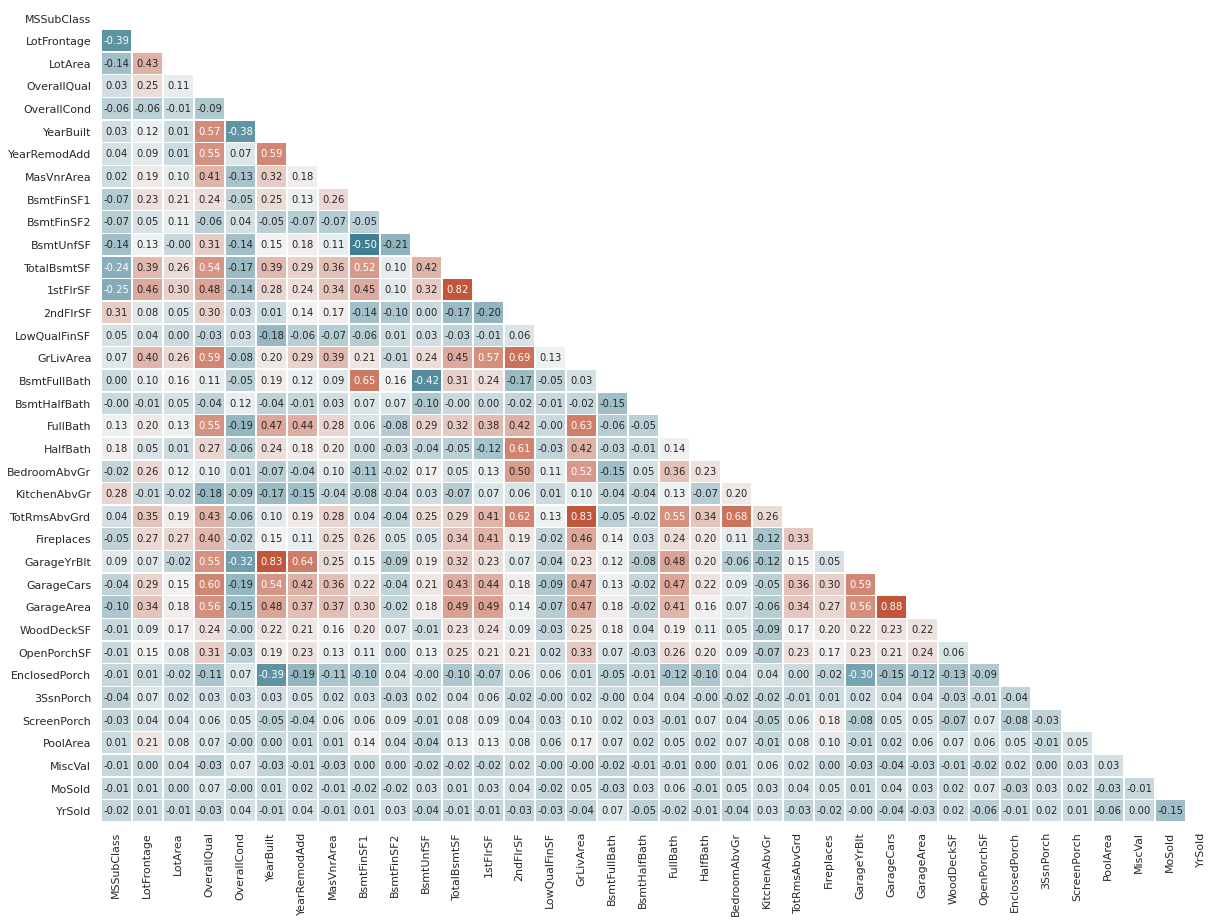 MSSubClass
LotFrontage -0.39
LotArea -0.14 0.43
OverallQual 0.03 0.25 0.11
OverallCond -0.06 -0.06 -0.01 -0.09
YearBuilt 0.03 0.12 0.01 0.57 -0.38
YearRemodAdd 0.04 0.09 0.01 0.55 0.07 0.59
MasVnrArea 0.02 0.19 0.10 0.41 -0.13 0.32 0.18
BsmtFinSF1 -0.07 0.23 0.21 0.24 -0.05 0.25 0.13 0.26
BsmtFinSF2 -0.07 0.05 0.11 -0.06 0.04 -0.05 -0.07 -0.07 -0.05
BsmtUnfSF -0.14 0.13 -0.00 0.31 -0.14 0.15 0.18 0.11 -0.50 -0.21
TotalBsmtSF -0.24 0.39 0.26 0.54 -0.17 0.39 0.29 0.36 0.52 0.10 0.42
1stFlrSF -0.25 0.46 0.30 0.48 -0.14 0.28 0.24 0.34 0.45 0.10 0.32 0.82
2ndFlrSF 0.31 0.08 0.05 0.30 0.03 0.01 0.14 0.17 -0.14 -0.10 0.00 -0.17 -0.20
LowQualFinSF 0.05 0.04 0.00 -0.03 0.03 -0.18 -0.06 -0.07 -0.06 0.01 0.03 -0.03 -0.01 0.06
GrLivArea 0.07 0.40 0.26 0.59 -0.08 0.20 0.29 0.39 0.21 -0.01 0.24 0.45 0.57 0.69 0.13
BsmtFullBath 0.00 0.10 0.16 0.11 -0.05 0.19 0.12 0.09 0.65 0.16 -0.42 0.31 0.24 -0.17 -0.05 0.03
BsmtHalfBath -0.00 -0.01 0.05 -0.04 0.12 -0.04 -0.01 0.03 0.07 0.07 -0.10 -0.00 0.00 -0.02 -0.01 -0.02 -0.15
FullBath 0.13 0.20 0.13 0.55 -0.19 0.47 0.44 0.28 0.06 -0.08 0.29 0.32 0.38 0.42 -0.00 0.63 -0.06 -0.05
HalfBath 0.18 0.05 0.01 0.27 -0.06 0.24 0.18 0.20 0.00 -0.03 -0.04 -0.05 -0.12 0.61 -0.03 0.42 -0.03 -0.01 0.14
BedroomAbvGr -0.02 0.26 0.12 0.10 0.01 -0.07 -0.04 0.10 -0.11 -0.02 0.17 0.05 0.13 0.50 0.11 0.52 -0.15 0.05 0.36 0.23
KitchenAbvGr 0.28 -0.01 -0.02 -0.18 -0.09 -0.17 -0.15 -0.04 -0.08 -0.04 0.03 -0.07 0.07 0.06 0.01 0.10 -0.04 -0.04 0.13 -0.07 0.20
TotRmsAbvGrd 0.04 0.35 0.19 0.43 -0.06 0.10 0.19 0.28 0.04 -0.04 0.25 0.29 0.41 0.62 0.13 0.83 -0.05 -0.02 0.55 0.34 0.68 0.26
Fireplaces -0.05 0.27 0.27 0.40 -0.02 0.15 0.11 0.25 0.26 0.05 0.05 0.34 0.41 0.19 -0.02 0.46 0.14 0.03 0.24 0.20 0.11 -0.12 0.33
GarageYrBlt 0.09 0.07 -0.02 0.55 -0.32 0.83 0.64 0.25 0.15 -0.09 0.19 0.32 0.23 0.07 -0.04 0.23 0.12 -0.08 0.48 0.20 -0.06 -0.12 0.15 0.05
GarageCars -0.04 0.29 0.15 0.60 -0.19 0.54 0.42 0.36 0.22 -0.04 0.21 0.43 0.44 0.18 -0.09 0.47 0.13 -0.02 0.47 0.22 0.09 -0.05 0.36 0.30 0.59
GarageArea -0.10 0.34 0.18 0.56 -0.15 0.48 0.37 0.37 0.30 -0.02 0.18 0.49 0.49 0.14 -0.07 0.47 0.18 -0.02 0.41 0.16 0.07 -0.06 0.34 0.27 0.56 0.88
WoodDeckSF -0.01 0.09 0.17 0.24 -0.00 0.22 0.21 0.16 0.20 0.07 -0.01 0.23 0.24 0.09 -0.03 0.25 0.18 0.04 0.19 0.11 0.05 -0.09 0.17 0.20 0.22 0.23 0.22
OpenPorchSF -0.01 0.15 0.08 0.31 -0.03 0.19 0.23 0.13 0.11 0.00 0.13 0.25 0.21 0.21 0.02 0.33 0.07 -0.03 0.26 0.20 0.09 -0.07 0.23 0.17 0.23 0.21 0.24 0.06
EnclosedPorch -0.01 0.01 -0.02 -0.11 0.07 -0.39 -0.19 -0.11 -0.10 0.04 -0.00 -0.10 -0.07 0.06 0.06 0.01 -0.05 -0.01 -0.12 -0.10 0.04 0.04 0.00 -0.02 -0.30 -0.15 -0.12 -0.13 -0.09
3SsnPorch -0.04 0.07 0.02 0.03 0.03 0.03 0.05 0.02 0.03 -0.03 0.02 0.04 0.06 -0.02 -0.00 0.02 -0.00 0.04 0.04 -0.00 -0.02 -0.02 -0.01 0.01 0.02 0.04 0.04 -0.03 -0.01 -0.04
ScreenPorch -0.03 0.04 0.04 0.06 0.05 -0.05 -0.04 0.06 0.06 0.09 -0.01 0.08 0.09 0.04 0.03 0.10 0.02 0.03 -0.01 0.07 0.04 -0.05 0.06 0.18 -0.08 0.05 0.05 -0.07 0.07 -0.08 -0.03
PoolArea 0.01 0.21 0.08 0.07 -0.00 0.00 0.01 0.01 0.14 0.04 -0.04 0.13 0.13 0.08 0.06 0.17 0.07 0.02 0.05 0.02 0.07 -0.01 0.08 0.10 -0.01 0.02 0.06 0.07 0.06 0.05 -0.01 0.05
MiscVal -0.01 0.00 0.04 -0.03 0.07 -0.03 -0.01 -0.03 0.00 0.00 -0.02 -0.02 -0.02 0.02 -0.00 -0.00 -0.02 -0.01 -0.01 0.00 0.01 0.06 0.02 0.00 -0.03 -0.04 -0.03 -0.01 -0.02 0.02 0.00 0.03 0.03
MoSold -0.01 0.01 0.00 0.07 -0.00 0.01 0.02 -0.01 -0.02 -0.02 0.03 0.01 0.03 0.04 -0.02 0.05 -0.03 0.03 0.06 -0.01 0.05 0.03 0.04 0.05 0.01 0.04 0.03 0.02 0.07 -0.03 0.03 0.02 -0.03 -0.01
YrSold -0.02 0.01 -0.01 -0.03 0.04 -0.01 0.04 -0.01 0.01 0.03 -0.04 -0.01 -0.01 -0.03 -0.03 -0.04 0.07 -0.05 -0.02 -0.01 -0.04 0.03 -0.03 -0.02 -0.00 -0.04 -0.03 0.02 -0.06 -0.01 0.02 0.01 -0.06 0.00 -0.15
MSSubClass
LotFrontage
LotArea
OverallQual
OverallCond
YearBuilt
YearRemodAdd
MasVnrArea
BsmtFinSF1
BsmtFinSF2
BsmtUnfSF
TotalBsmtSF
1stFlrSF
2ndFlrSF
LowQualFinSF
GrLivArea
BsmtFullBath
BsmtHalfBath
FullBath
HalfBath
BedroomAbvGr
KitchenAbvGr
TotRmsAbvGrd
Fireplaces
GarageYrBlt
GarageCars
GarageArea
WoodDeckSF
OpenPorchSF
EnclosedPorch
3SsnPorch
ScreenPorch
PoolArea
MiscVal
MoSold
YrSold